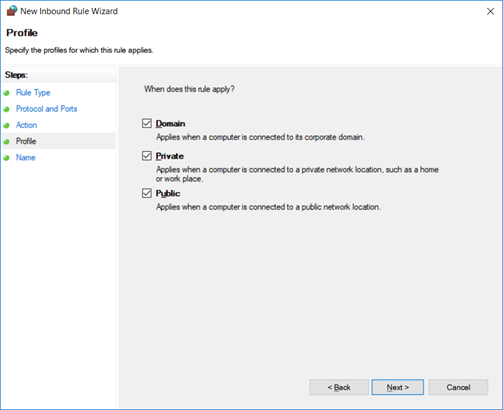 New Inbound Rule Wizard
Profile
Specify the profiles for which this rule applies.
Steps:
Rule Type
Protocol and Ports
Action
Profile
Name
When does this rule apply?
Domain
Applies when a computer is connected to its corporate domain.
Private
Applies when a computer is connected to a private network location, such as a home
or work place.
Public
Applies when a computer is connected to a public network location.
< Back
Next >
Cancel